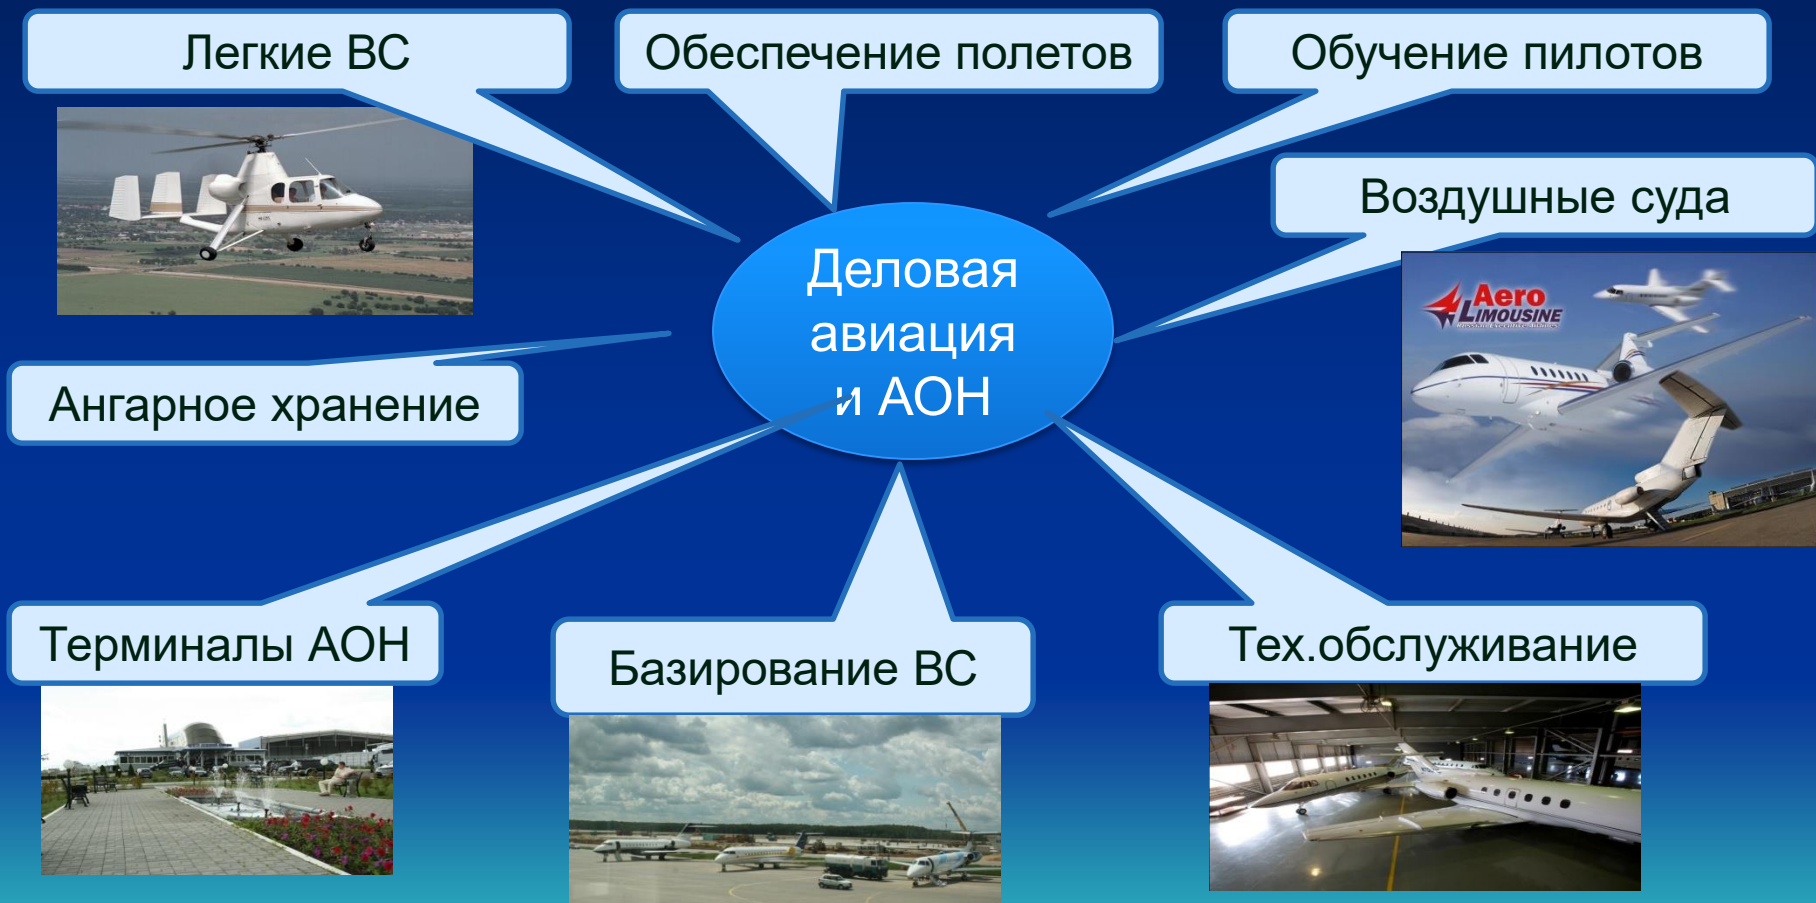 Легкие ВС
Обеспечение полетов
Обучение пилотов
Воздушные суда
Деловая
авиация
и АОН
Aero
LIMOUSINE
Ангарное хранение
Терминалы АОН
Базирование ВС
Тех.обслуживание